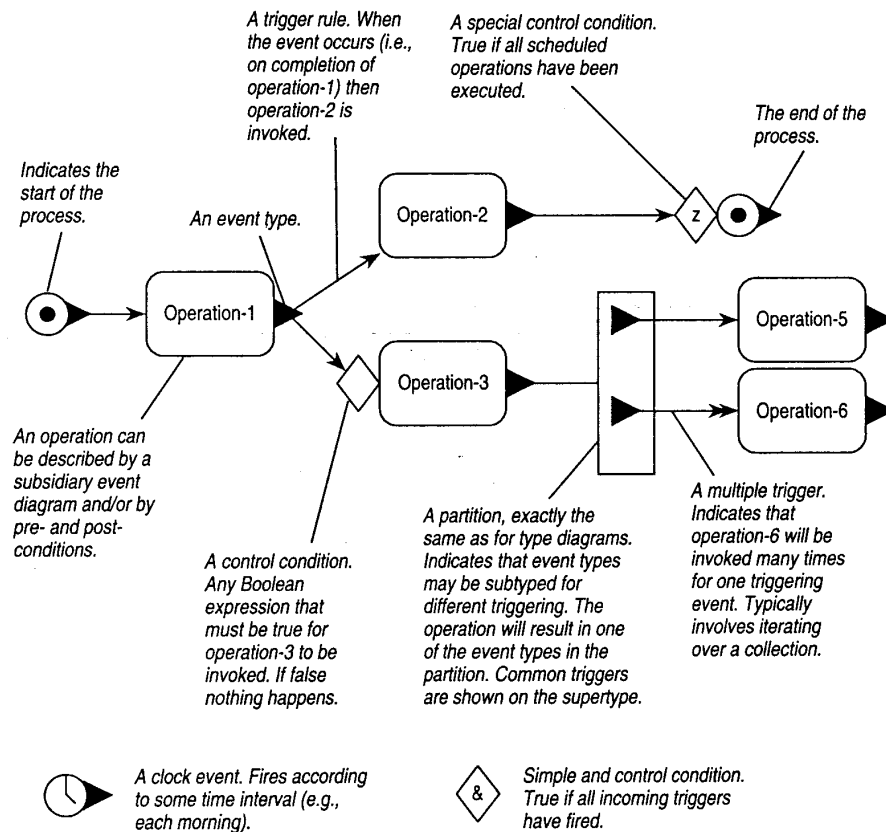 A trigger rule. When
the event occurs (i.e.,
on completion of
operation-1) then
operation-2 is
invoked.
A special control condition.
True if all scheduled
operations have been
executed.
The end of the
process.
Indicates the
start of the
process.
An event type.
Operation-2
z
Operation-1
Operation-5
Operation-3
Operation-6
An operation can
be described by a
subsidiary event
diagram and/or by
pre- and post-
conditions.
A control condition.
Any Boolean
expression that
must be true for
operation-3 to be
invoked. If false
nothing happens.
A partition, exactly the
same as for type diagrams.
Indicates that event types
may be subtyped for
different triggering. The
operation will result in one
of the event types in the
partition. Common triggers
are shown on the supertype.
A multiple trigger.
Indicates that
operation-6 will be
invoked many times
for one triggering
event. Typically
involves iterating
over a collection.
A clock event. Fires according
to some time interval (e.g.,
each morning).
&
Simple and control condition.
True if all incoming triggers
have fired.